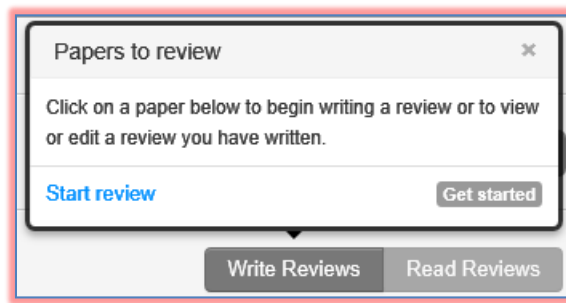 Papers to review ×
Click on a paper below to begin writing a review or to view
or edit a review you have written.
Start review Get started
Write Reviews Read Reviews